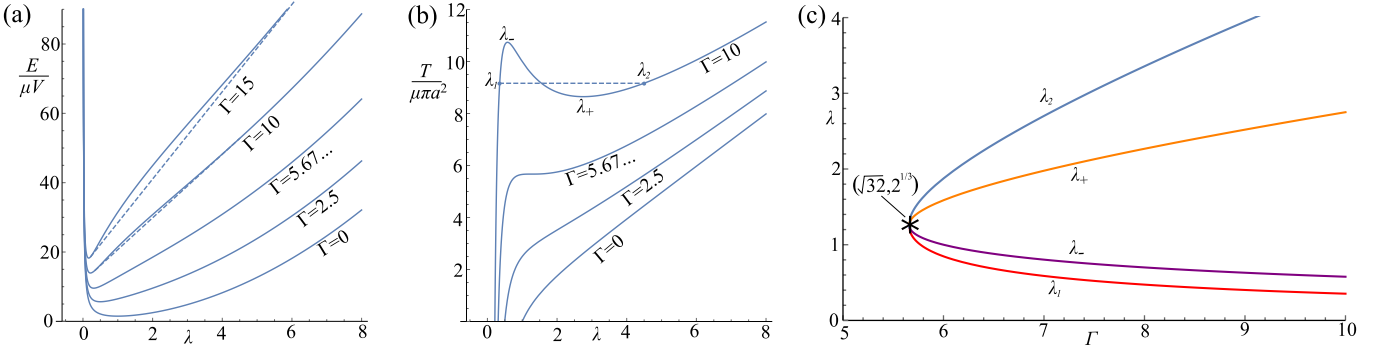 (a)
E
μV
80
60
40
20
0
0
2
4
6
8
λ
Γ=15
Γ=10
Γ=5.67...
Γ=2.5
Γ=0
(b)
T
μπa²
12
10
8
6
4
2
0
2
4
6
8
λ
λ₋
λ₁
λ₂
λ₊
Γ=10
Γ=5.67...
Γ=2.5
Γ=0
(c)
4
3
λ
2
1
0
5
6
7
8
9
10
Γ
λ₂
λ₊
(√32,2^{1/3})
λ₋
λ₁